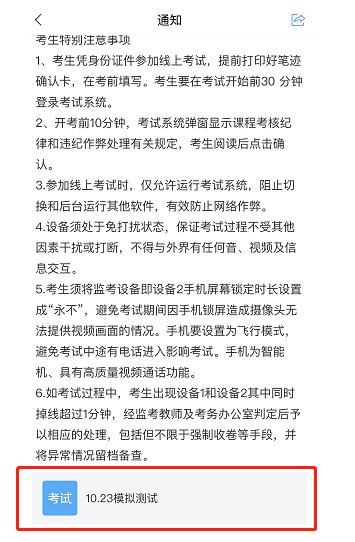 通知
考生特别注意事项
1、考生凭身份证件参加线上考试，提前打印好笔迹
确认卡，在考前填写。考生要在考试开始前30 分钟
登录考试系统。
2、开考前10分钟，考试系统弹窗显示课程考核纪
律和违纪作弊处理有关规定，考生阅读后点击确
认。
3.参加线上考试时，仅允许运行考试系统，阻止切
换和后台运行其他软件，有效防止网络作弊。
4.设备须处于免打扰状态，保证考试过程不受其他
因素干扰或打断，不得与外界有任何音、视频及信
息交互。
5.考生须将监考设备即设备2手机屏幕锁定时长设置
成“永不”，避免考试期间因手机锁屏造成摄像头无
法提供视频画面的情况。手机要设置为飞行模式，
避免考试中途有电话进入影响考试。手机为智能
机、具有高质量视频通话功能。
6.如考试过程中，考生出现设备1和设备2其中同时
掉线超过1分钟，经监考教师及考务办公室判定后予
以相应的处理，包括但不限于强制收卷等手段，并
将异常情况留档备查。
考试 10.23模拟测试